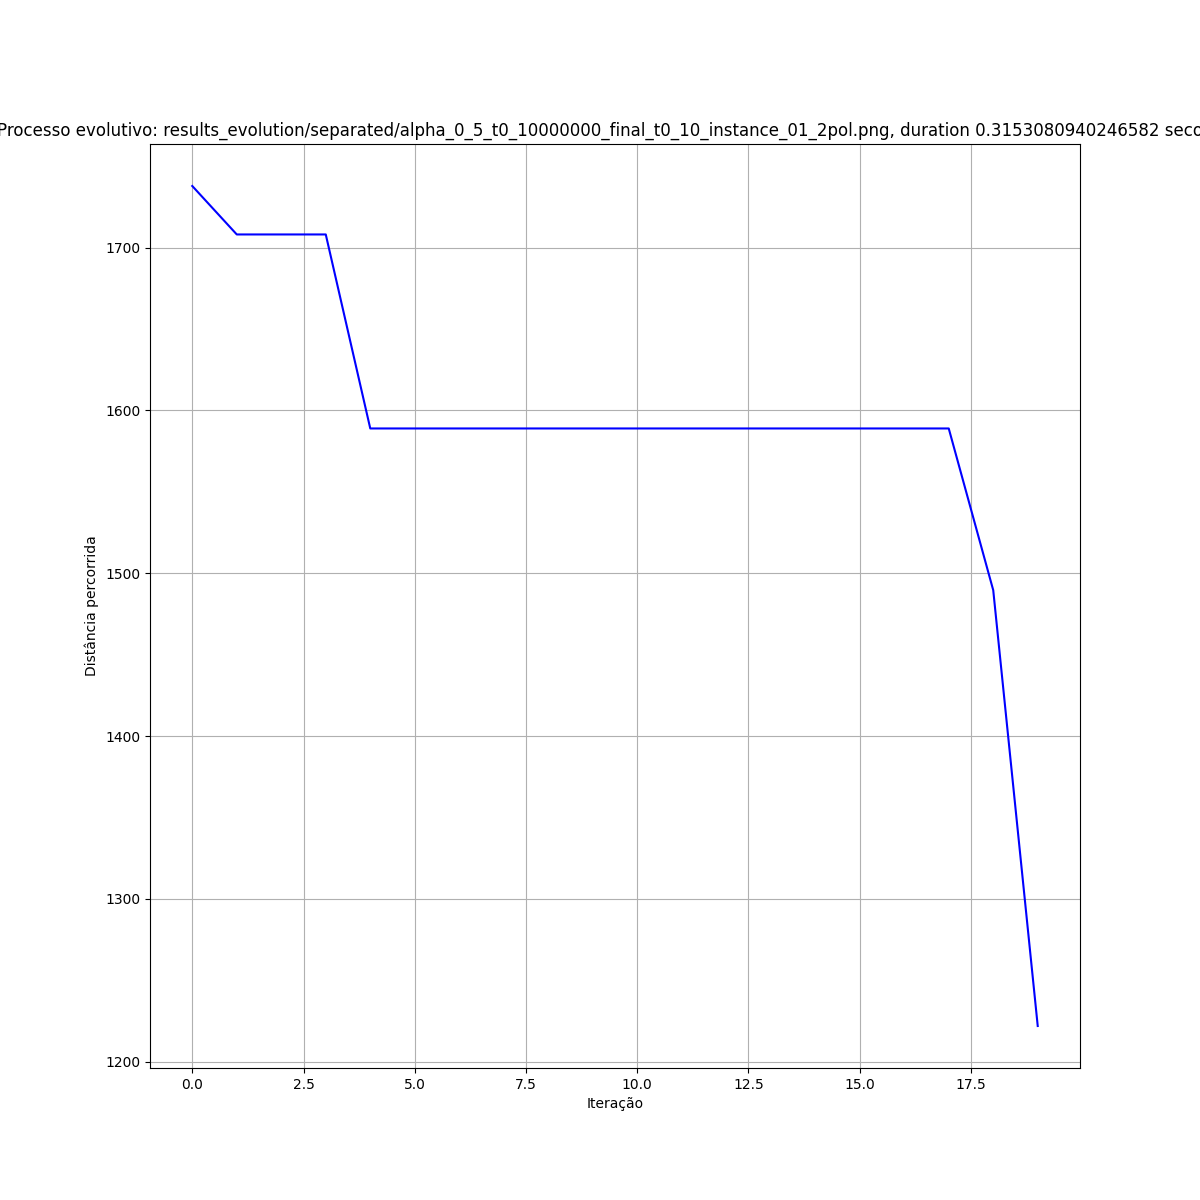 Processo evolutivo: results_evolution/separated/alpha_0_5_t0_10000000_final_t0_10_instance_01_2pol.png, duration 0.3153080940246582 seco
1700
1600
1500
1400
1300
1200
Distância percorrida
0.0 2.5 5.0 7.5 10.0 12.5 15.0 17.5
Iteração